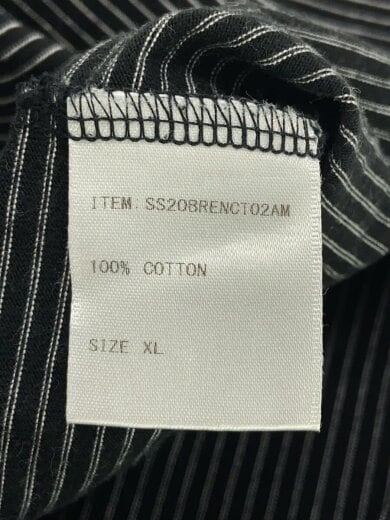 ITEM: SS20BRENCT02AM
100% COTTON
SIZE XL